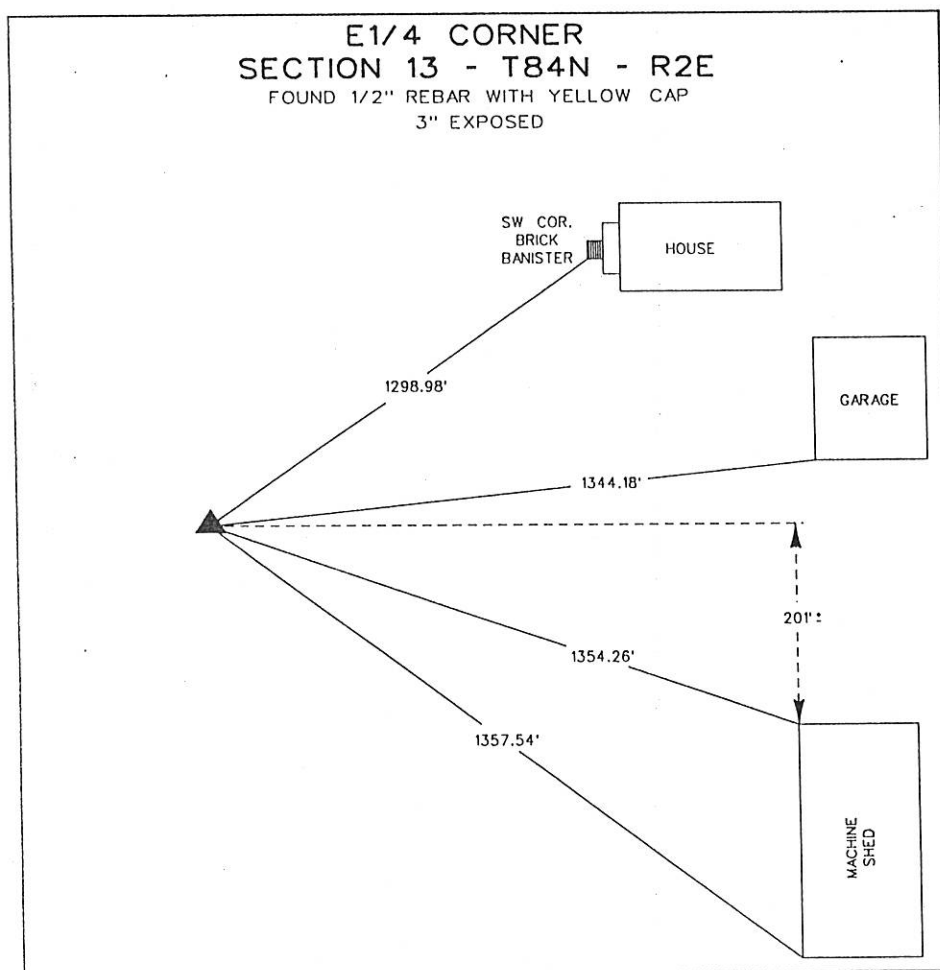 E1/4 CORNER
SECTION 13 - T84N - R2E
FOUND 1/2" REBAR WITH YELLOW CAP
3" EXPOSED
SW COR.
BRICK
BANISTER
HOUSE
1298.98'
GARAGE
1344.18'
201'±
1354.26'
1357.54'
MACHINE
SHED